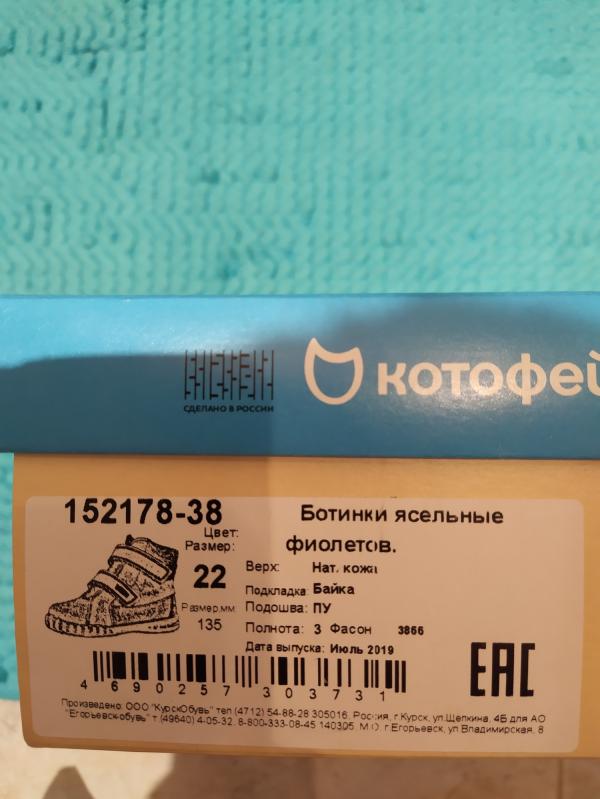 котофей
СДЕЛАНО В РОССИИ
152178-38
Ботинки ясельные
Цвет:
фиолетов.
Размер:
22
Верх: Нат. кожа
Подкладка: Байка
Размер,мм
135
Подошва: ПУ
Полнота: 3 Фасон 3866
Дата выпуска: Июль 2019
EAC
4 690257 303731
Произведено: ООО "КурскОбувь" тел (4712) 54-88-28 305016, Россия, г.Курск, ул.Щепкина, 4Б для АО
"Егорьевск-обувь" т.(49640) 4-05-32, 8-800-333-08-45 140305, М.О, г.Егорьевск, ул.Владимирская, 8